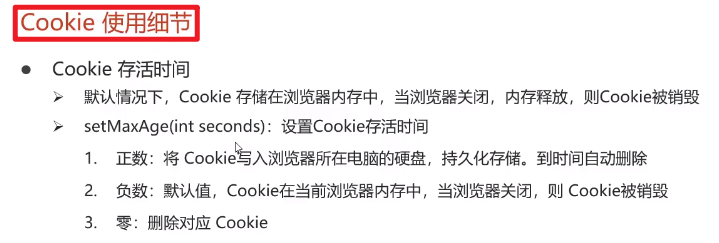 Cookie 使用细节
● Cookie 存活时间
➢ 默认情况下，Cookie 存储在浏览器内存中，当浏览器关闭，内存释放，则Cookie被销毁
➢ setMaxAge(int seconds)：设置Cookie存活时间
1. 正数：将 Cookie写入浏览器所在电脑的硬盘，持久化存储。到时间自动删除
2. 负数：默认值，Cookie在当前浏览器内存中，当浏览器关闭，则 Cookie被销毁
3. 零：删除对应 Cookie